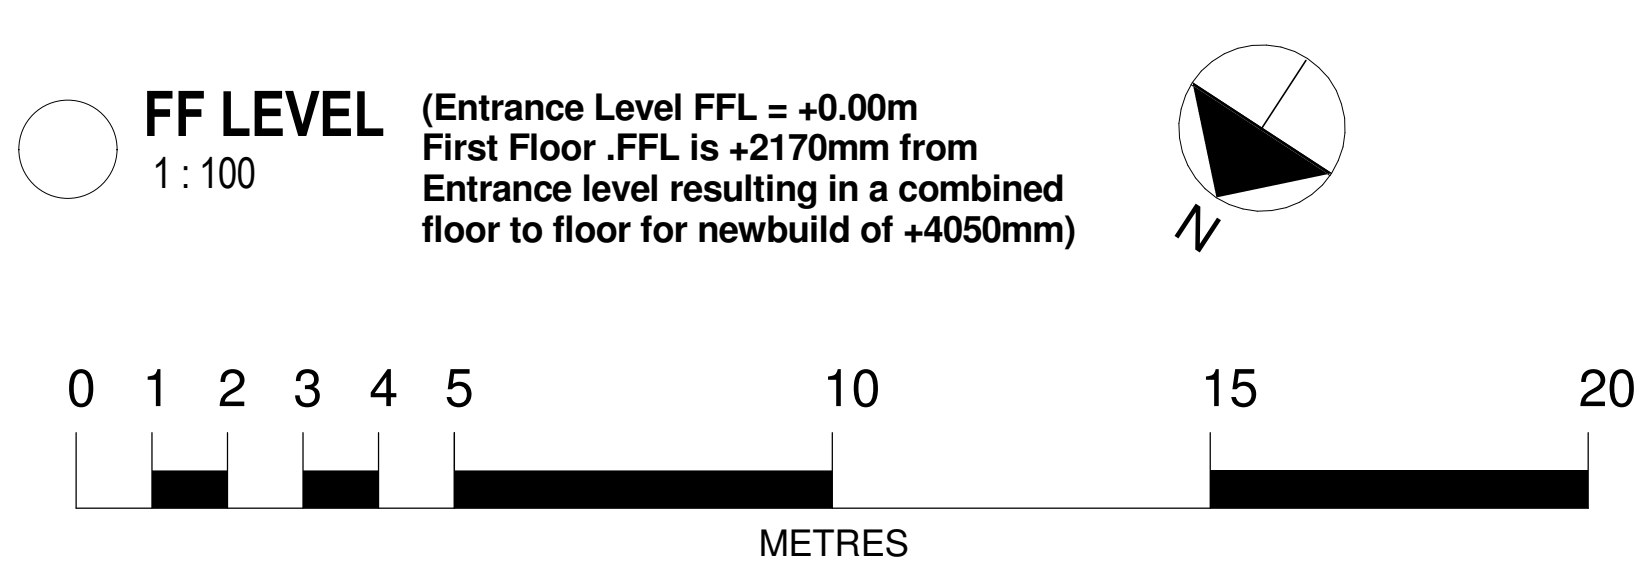 FF LEVEL
1 : 100
(Entrance Level FFL = +0.00m
First Floor .FFL is +2170mm from
Entrance level resulting in a combined
floor to floor for newbuild of +4050mm)
N
0 1 2 3 4 5 10 15 20
METRES